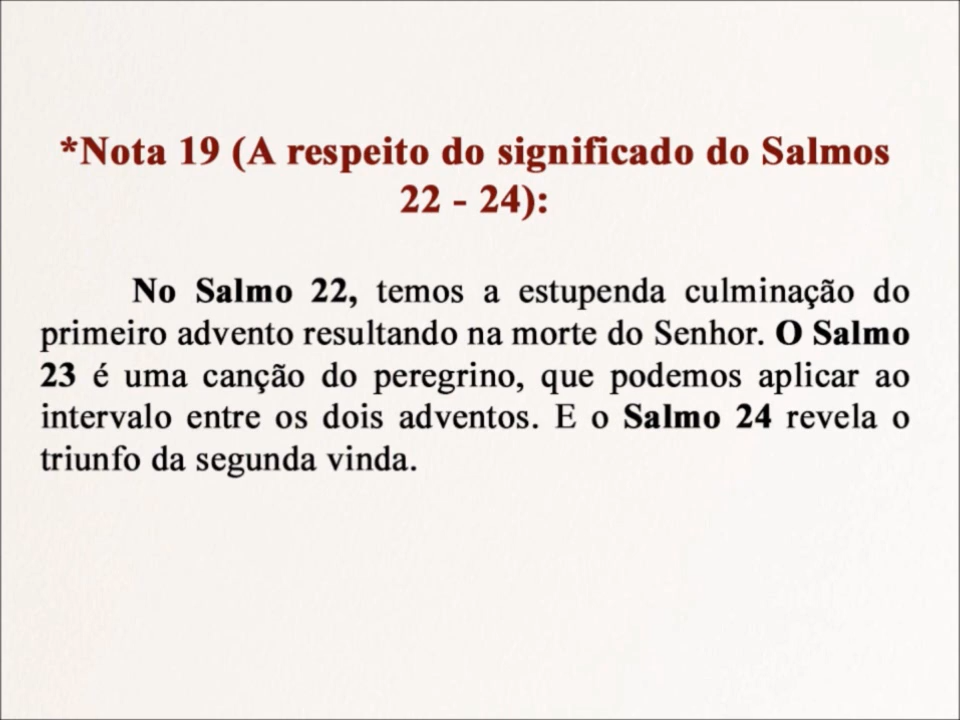 *Nota 19 (A respeito do significado do Salmos
22 - 24):
No Salmo 22, temos a estupenda culminação do
primeiro advento resultando na morte do Senhor. O Salmo
23 é uma canção do peregrino, que podemos aplicar ao
intervalo entre os dois adventos. E o Salmo 24 revela o
triunfo da segunda vinda.